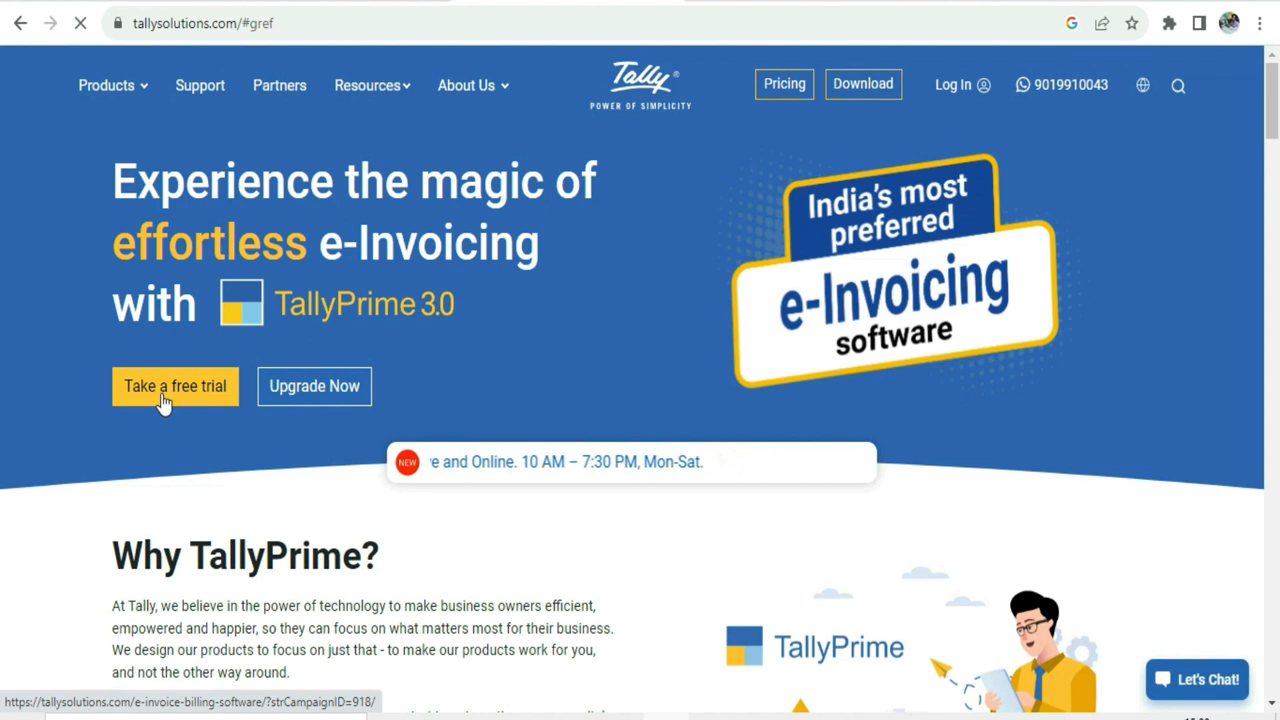 tallysolutions.com/#gref
Products
Support
Partners
Resources
About Us
Tally
POWER OF SIMPLICITY
Pricing
Download
Log In
9019910043
Experience the magic of
effortless e-Invoicing
with TallyPrime 3.0
India's most
preferred
e-Invoicing
software
Take a free trial
Upgrade Now
NEW
e and Online. 10 AM – 7:30 PM, Mon-Sat.
Why TallyPrime?
At Tally, we believe in the power of technology to make business owners efficient,
empowered and happier, so they can focus on what matters most for their business.
We design our products to focus on just that - to make our products work for you,
and not the other way around.
TallyPrime
Let's Chat!
https://tallysolutions.com/e-invoice-billing-software/?strCampaignID=918/